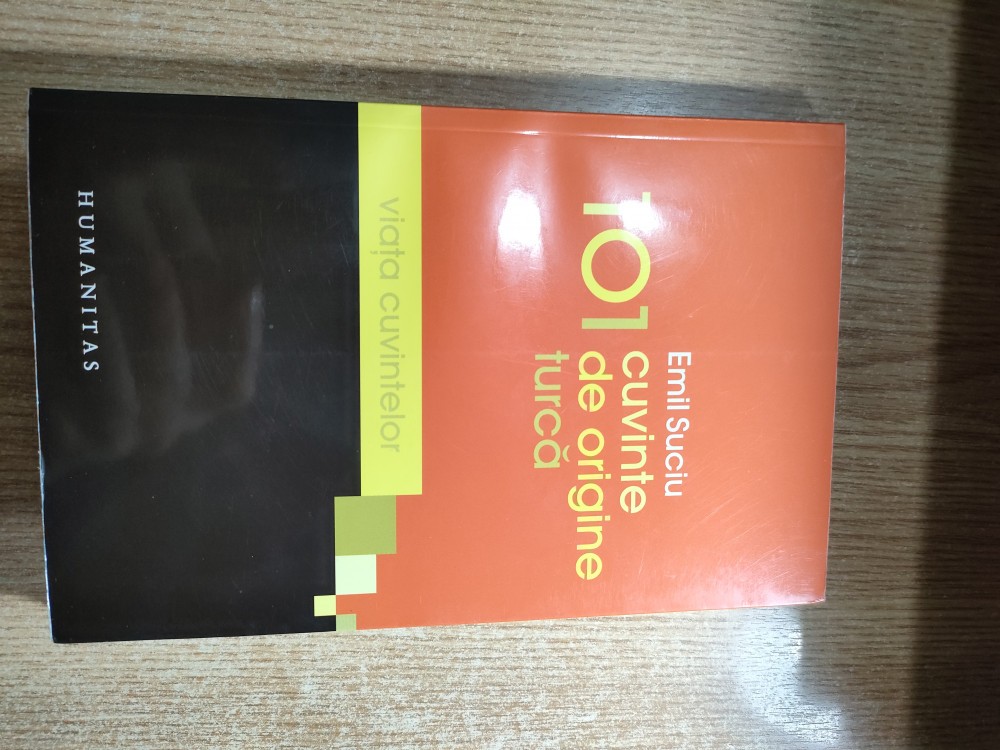 Emil Suciu
101 cuvinte
de origine
turcă
viața cuvintelor
HUMANITAS